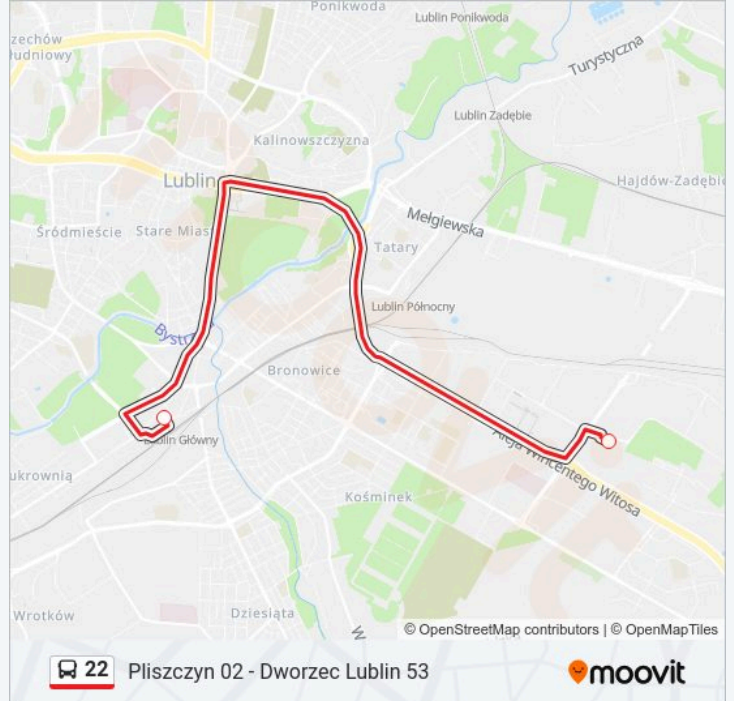 Ponikwoda
Lublin Ponikwoda
zechów
łudniowy
Turystyczna
Lublin Zadębie
Kalinowszczyzna
Lublin
Hajdów-Zadębie
Mełgiewska
Śródmieście
Stare Mias
Tatary
Lublin Północny
Bystrz
Bronowice
Lublin Główny
Aleja Wincentego Witosa
ukrownią
Kośminek
Wrotków
Dziesiąta
W
© OpenStreetMap contributors | © OpenMapTiles
22 Pliszczyn 02 - Dworzec Lublin 53
moovit